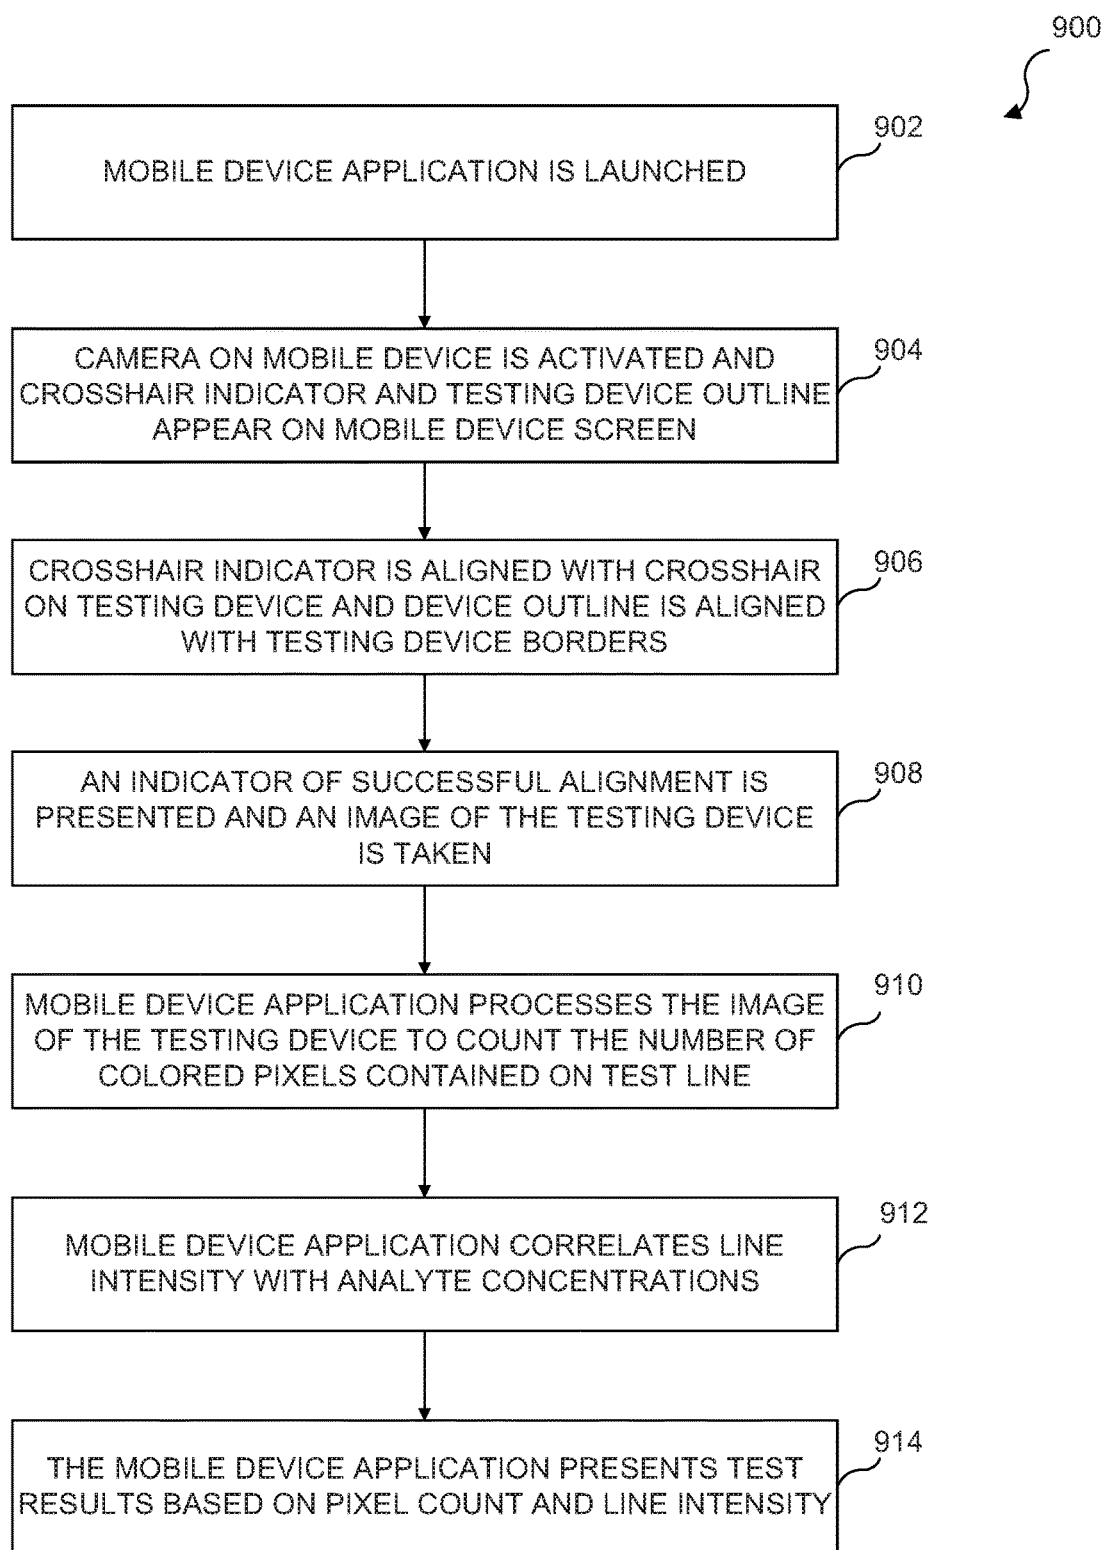 900
902
MOBILE DEVICE APPLICATION IS LAUNCHED
904
CAMERA ON MOBILE DEVICE IS ACTIVATED AND
CROSSHAIR INDICATOR AND TESTING DEVICE OUTLINE
APPEAR ON MOBILE DEVICE SCREEN
906
CROSSHAIR INDICATOR IS ALIGNED WITH CROSSHAIR
ON TESTING DEVICE AND DEVICE OUTLINE IS ALIGNED
WITH TESTING DEVICE BORDERS
908
AN INDICATOR OF SUCCESSFUL ALIGNMENT IS
PRESENTED AND AN IMAGE OF THE TESTING DEVICE
IS TAKEN
910
MOBILE DEVICE APPLICATION PROCESSES THE IMAGE
OF THE TESTING DEVICE TO COUNT THE NUMBER OF
COLORED PIXELS CONTAINED ON TEST LINE
912
MOBILE DEVICE APPLICATION CORRELATES LINE
INTENSITY WITH ANALYTE CONCENTRATIONS
914
THE MOBILE DEVICE APPLICATION PRESENTS TEST
RESULTS BASED ON PIXEL COUNT AND LINE INTENSITY